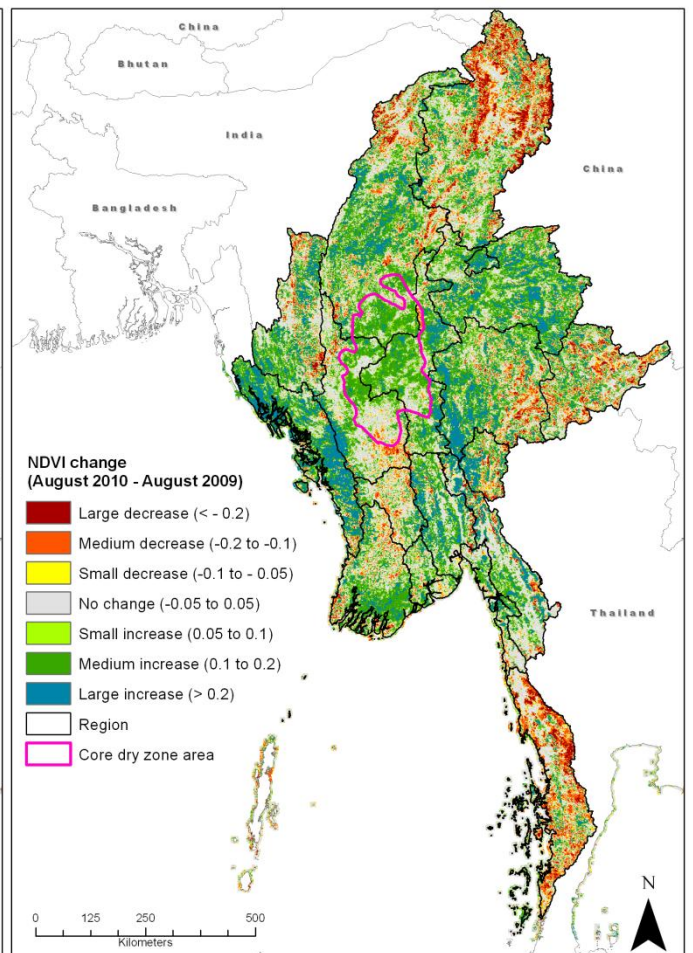 China
Bhutan
India
China
Bangladesh
NDVI change
(August 2010 - August 2009)
Large decrease (< - 0.2)
Medium decrease (-0.2 to -0.1)
Small decrease (-0.1 to - 0.05)
No change (-0.05 to 0.05)
Small increase (0.05 to 0.1)
Medium increase (0.1 to 0.2)
Large increase (> 0.2)
Region
Core dry zone area
Thailand
N
0 125 250 500
Kilometers